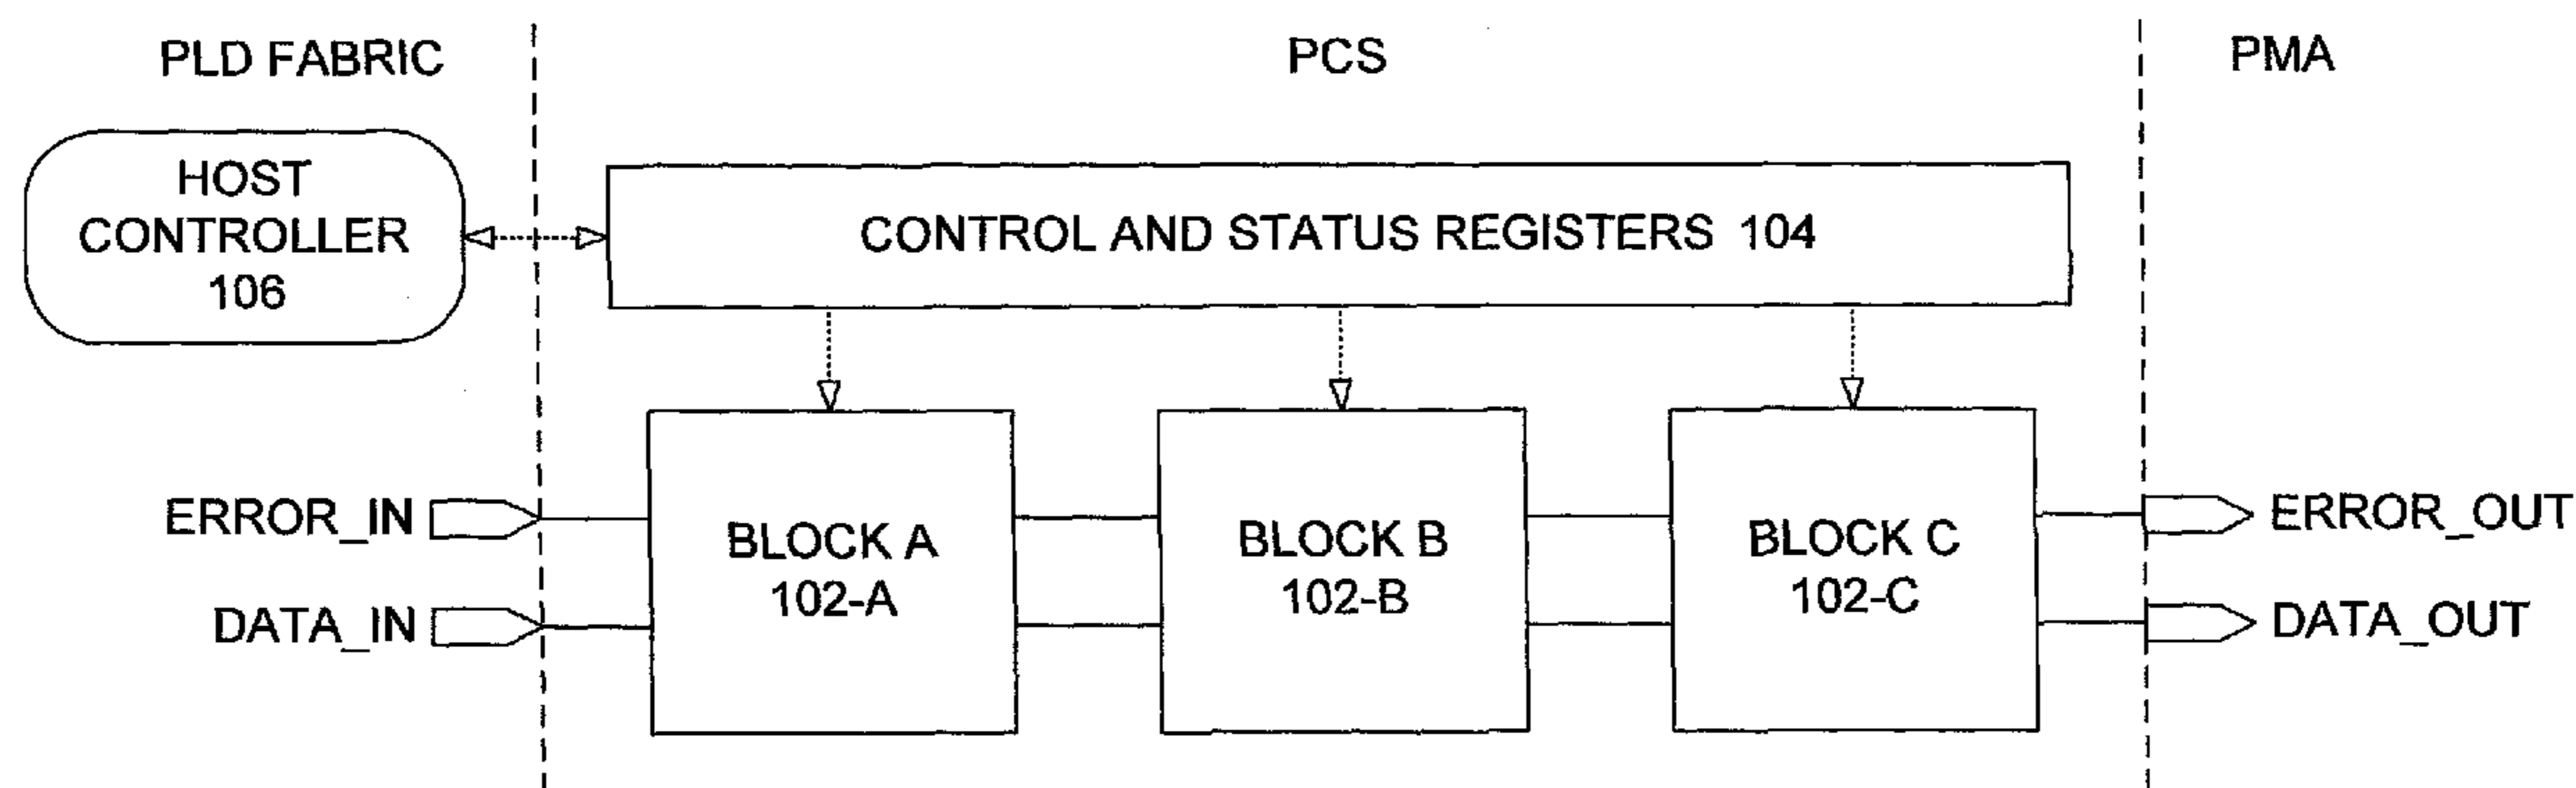 PLD FABRIC
PCS
PMA
HOST
CONTROLLER
106
CONTROL AND STATUS REGISTERS 104
ERROR_IN
DATA_IN
BLOCK A
102-A
BLOCK B
102-B
BLOCK C
102-C
ERROR_OUT
DATA_OUT